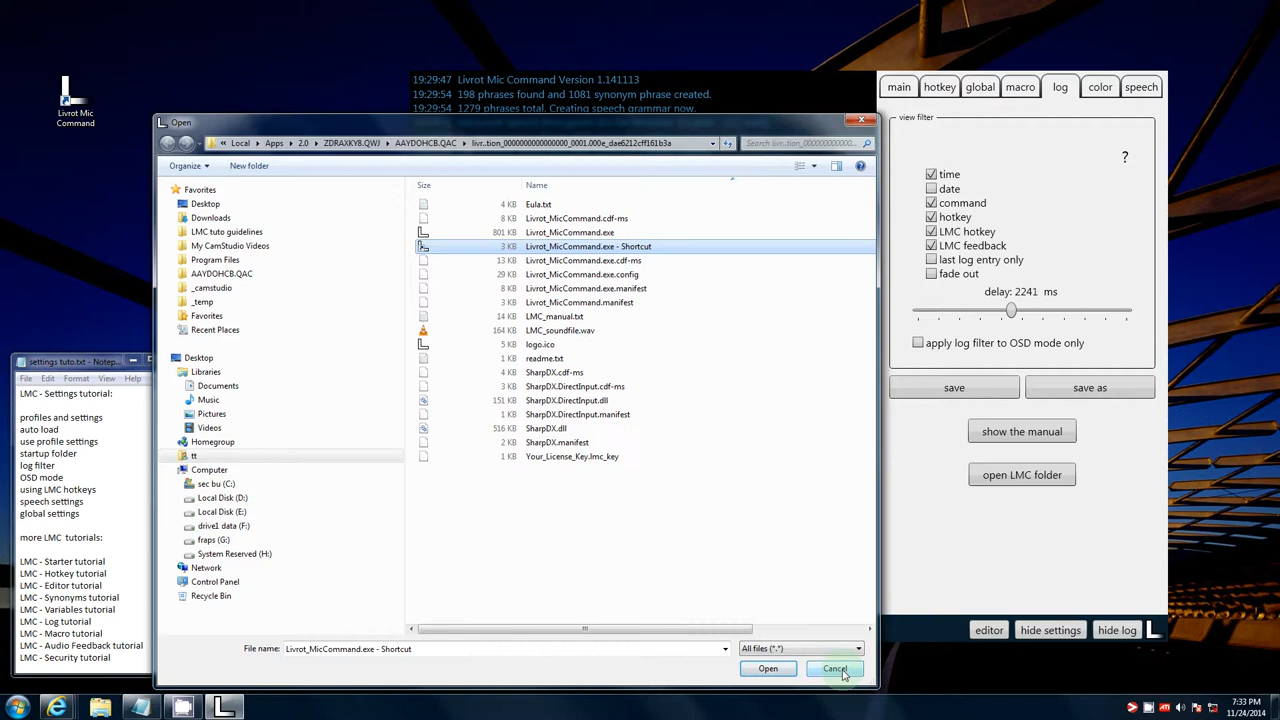 Livrot Mic
Command
19:29:47 Livrot Mic Command Version 1.141113
19:29:54 198 phrases found and 1081 synonym phrase created.
19:29:54 1279 phrases total. Creating speech grammar now.
main hotkey global macro log color speech
view filter
?
time
date
command
hotkey
LMC hotkey
LMC feedback
last log entry only
fade out
delay: 2241 ms
apply log filter to OSD mode only
save save as
show the manual
open LMC folder
editor hide settings hide log
Open
« Local Apps 2.0 ZDRAXKY8.QWJ AAYDOHCB.QAC livr..tion_0000000000000000_0001.000e_dae6212cff161b3a
Search livr..tion_0000000000...
Organize New folder
Favorites
Desktop
Downloads
LMC tuto guidelines
My CamStudio Videos
Program Files
AAYDOHCB.QAC
_camstudio
_temp
Favorites
Recent Places
Desktop
Libraries
Documents
Music
Pictures
Videos
Homegroup
tt
Computer
sec bu (C:)
Local Disk (D:)
Local Disk (E:)
drive1 data (F:)
fraps (G:)
System Reserved (H:)
Network
Control Panel
Recycle Bin
Size Name
4 KB Eula.txt
8 KB Livrot_MicCommand.cdf-ms
801 KB Livrot_MicCommand.exe
3 KB Livrot_MicCommand.exe - Shortcut
13 KB Livrot_MicCommand.exe.cdf-ms
29 KB Livrot_MicCommand.exe.config
8 KB Livrot_MicCommand.exe.manifest
7 KB Livrot_MicCommand.manifest
14 KB LMC_manual.txt
164 KB LMC_soundfile.wav
5 KB logo.ico
1 KB readme.txt
4 KB SharpDX.cdf-ms
3 KB SharpDX.DirectInput.cdf-ms
151 KB SharpDX.DirectInput.dll
1 KB SharpDX.DirectInput.manifest
516 KB SharpDX.dll
2 KB SharpDX.manifest
1 KB Your_License_Key.lmc_key
File name: Livrot_MicCommand.exe - Shortcut All files (*.*)
Open Cancel
settings tuto.txt - Notep...
File Edit Format View Help
LMC - Settings tutorial:
profiles and settings
auto load
use profile settings
startup folder
log filter
OSD mode
using LMC hotkeys
speech settings
global settings
more LMC tutorials:
LMC - Starter tutorial
LMC - Hotkey tutorial
LMC - Editor tutorial
LMC - Synonyms tutorial
LMC - Variables tutorial
LMC - Log tutorial
LMC - Macro tutorial
LMC - Audio Feedback tutorial
LMC - Security tutorial
7:33 PM
11/24/2014